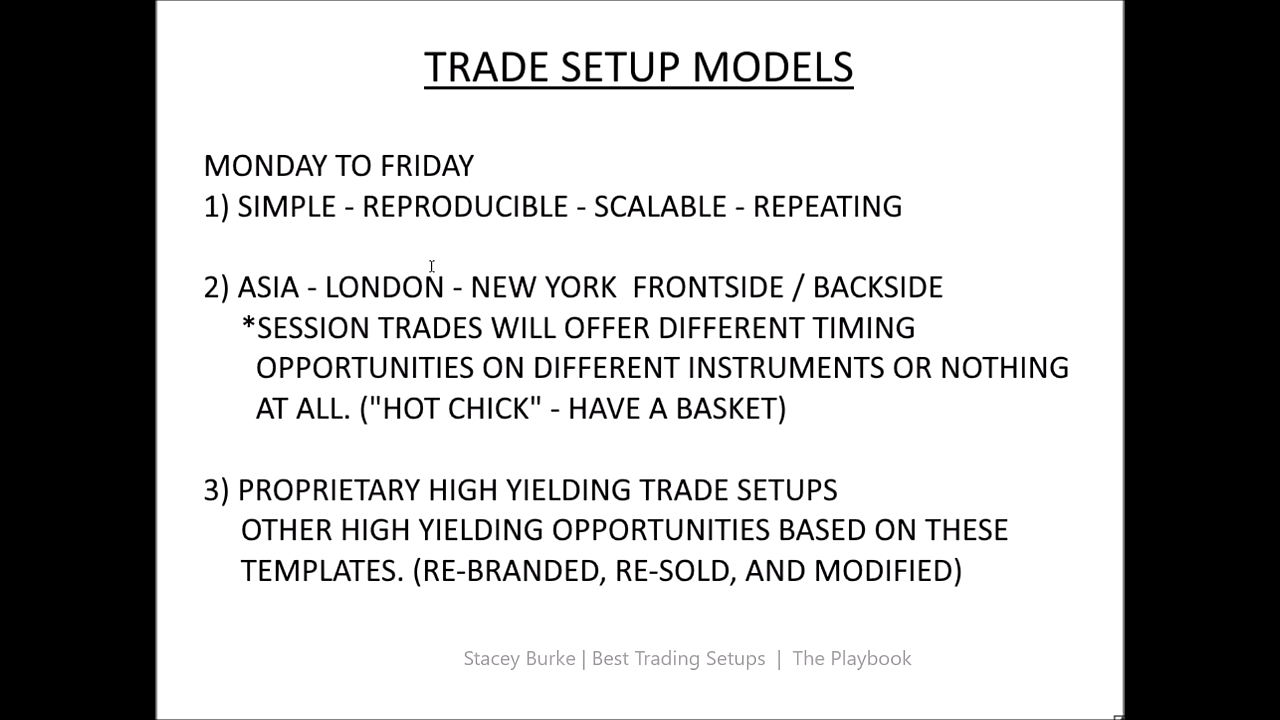 TRADE SETUP MODELS
MONDAY TO FRIDAY
1) SIMPLE - REPRODUCIBLE - SCALABLE - REPEATING
2) ASIA - LONDON - NEW YORK  FRONTSIDE / BACKSIDE
*SESSION TRADES WILL OFFER DIFFERENT TIMING
OPPORTUNITIES ON DIFFERENT INSTRUMENTS OR NOTHING
AT ALL. ("HOT CHICK" - HAVE A BASKET)
3) PROPRIETARY HIGH YIELDING TRADE SETUPS
OTHER HIGH YIELDING OPPORTUNITIES BASED ON THESE
TEMPLATES. (RE-BRANDED, RE-SOLD, AND MODIFIED)
Stacey Burke | Best Trading Setups  |  The Playbook